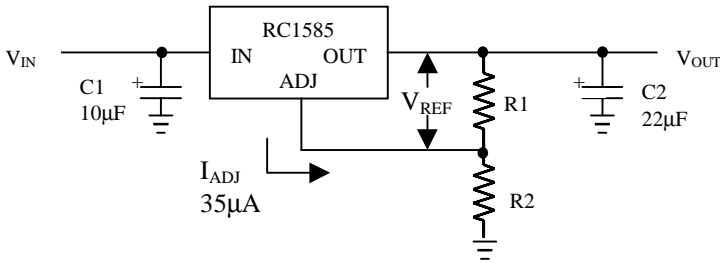 RC1585
V_IN
IN OUT
V_OUT
ADJ
C1
10µF
V_REF
R1
C2
22µF
I_ADJ
35µA
R2